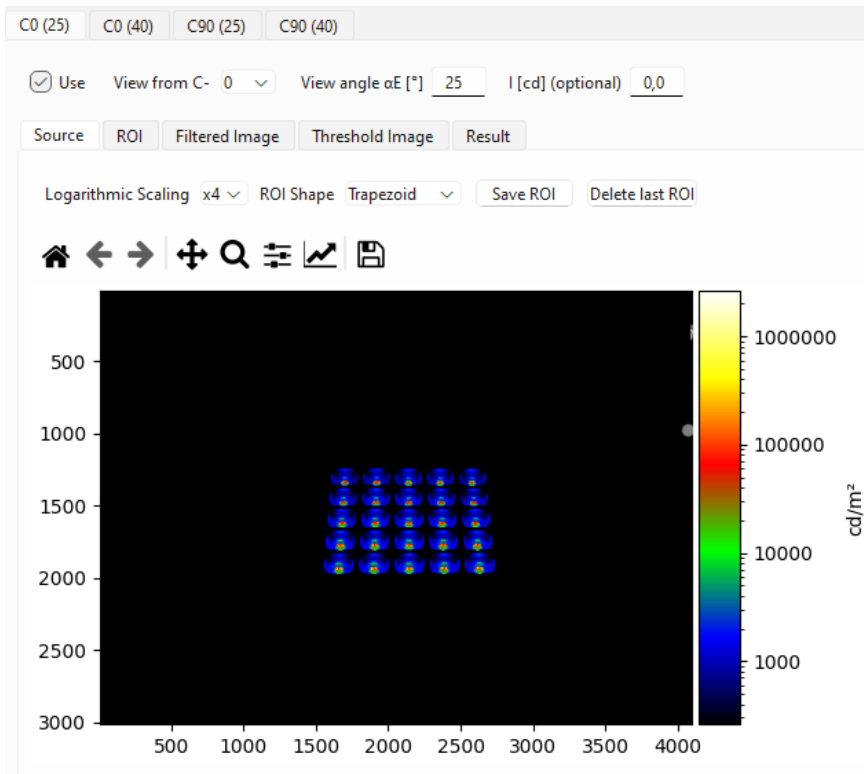 C0 (25) C0 (40) C90 (25) C90 (40)
Use View from C- 0 View angle αE [°] 25 I [cd] (optional) 0,0
Source ROI Filtered Image Threshold Image Result
Logarithmic Scaling x4 ROI Shape Trapezoid Save ROI Delete last ROI
500
1000
1500
2000
2500
3000
500 1000 1500 2000 2500 3000 3500 4000
1000000
100000
10000
1000
cd/m²